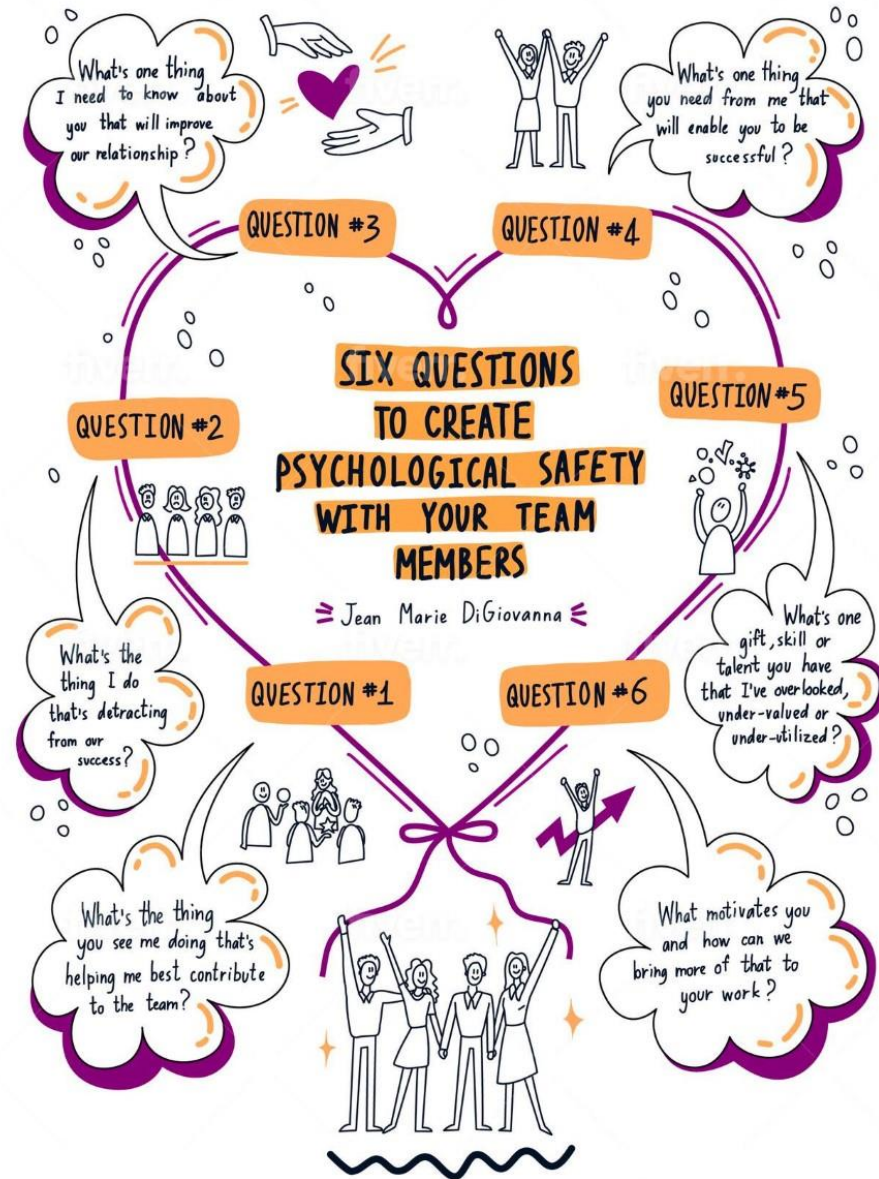 What's one thing
I need to know about
you that will improve
our relationship?
What's one thing
you need from me that
will enable you to be
successful?
QUESTION #3
QUESTION #4
SIX QUESTIONS
TO CREATE
PSYCHOLOGICAL SAFETY
WITH YOUR TEAM
MEMBERS
Jean Marie DiGiovanna
QUESTION #2
QUESTION #5
What's the
thing I do
that's detracting
from our
success?
What's one
gift, skill or
talent you have
that I've overlooked,
under-valued or
under-utilized?
QUESTION #1
QUESTION #6
What's the thing
you see me doing that's
helping me best contribute
to the team?
What motivates you
and how can we
bring more of that to
your work?